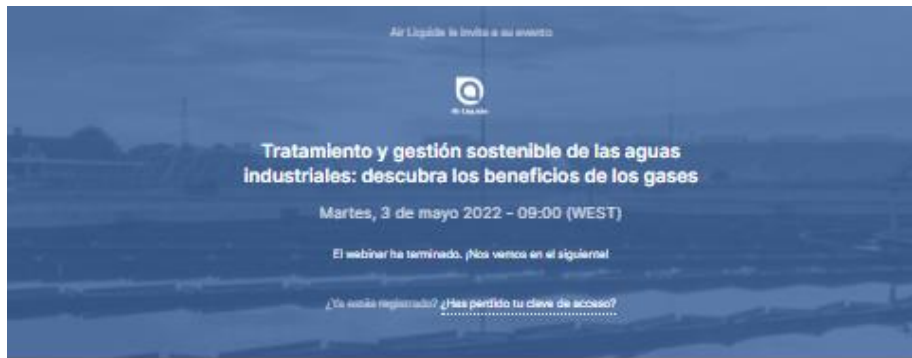 Air Liquide le invita a su evento
Air Liquide
Tratamiento y gestión sostenible de las aguas
industriales: descubra los beneficios de los gases
Martes, 3 de mayo 2022 - 09:00 (WEST)
El webinar ha terminado. ¡Nos vemos en el siguiente!
¿Ya estás registrado? ¿Has perdido tu clave de acceso?